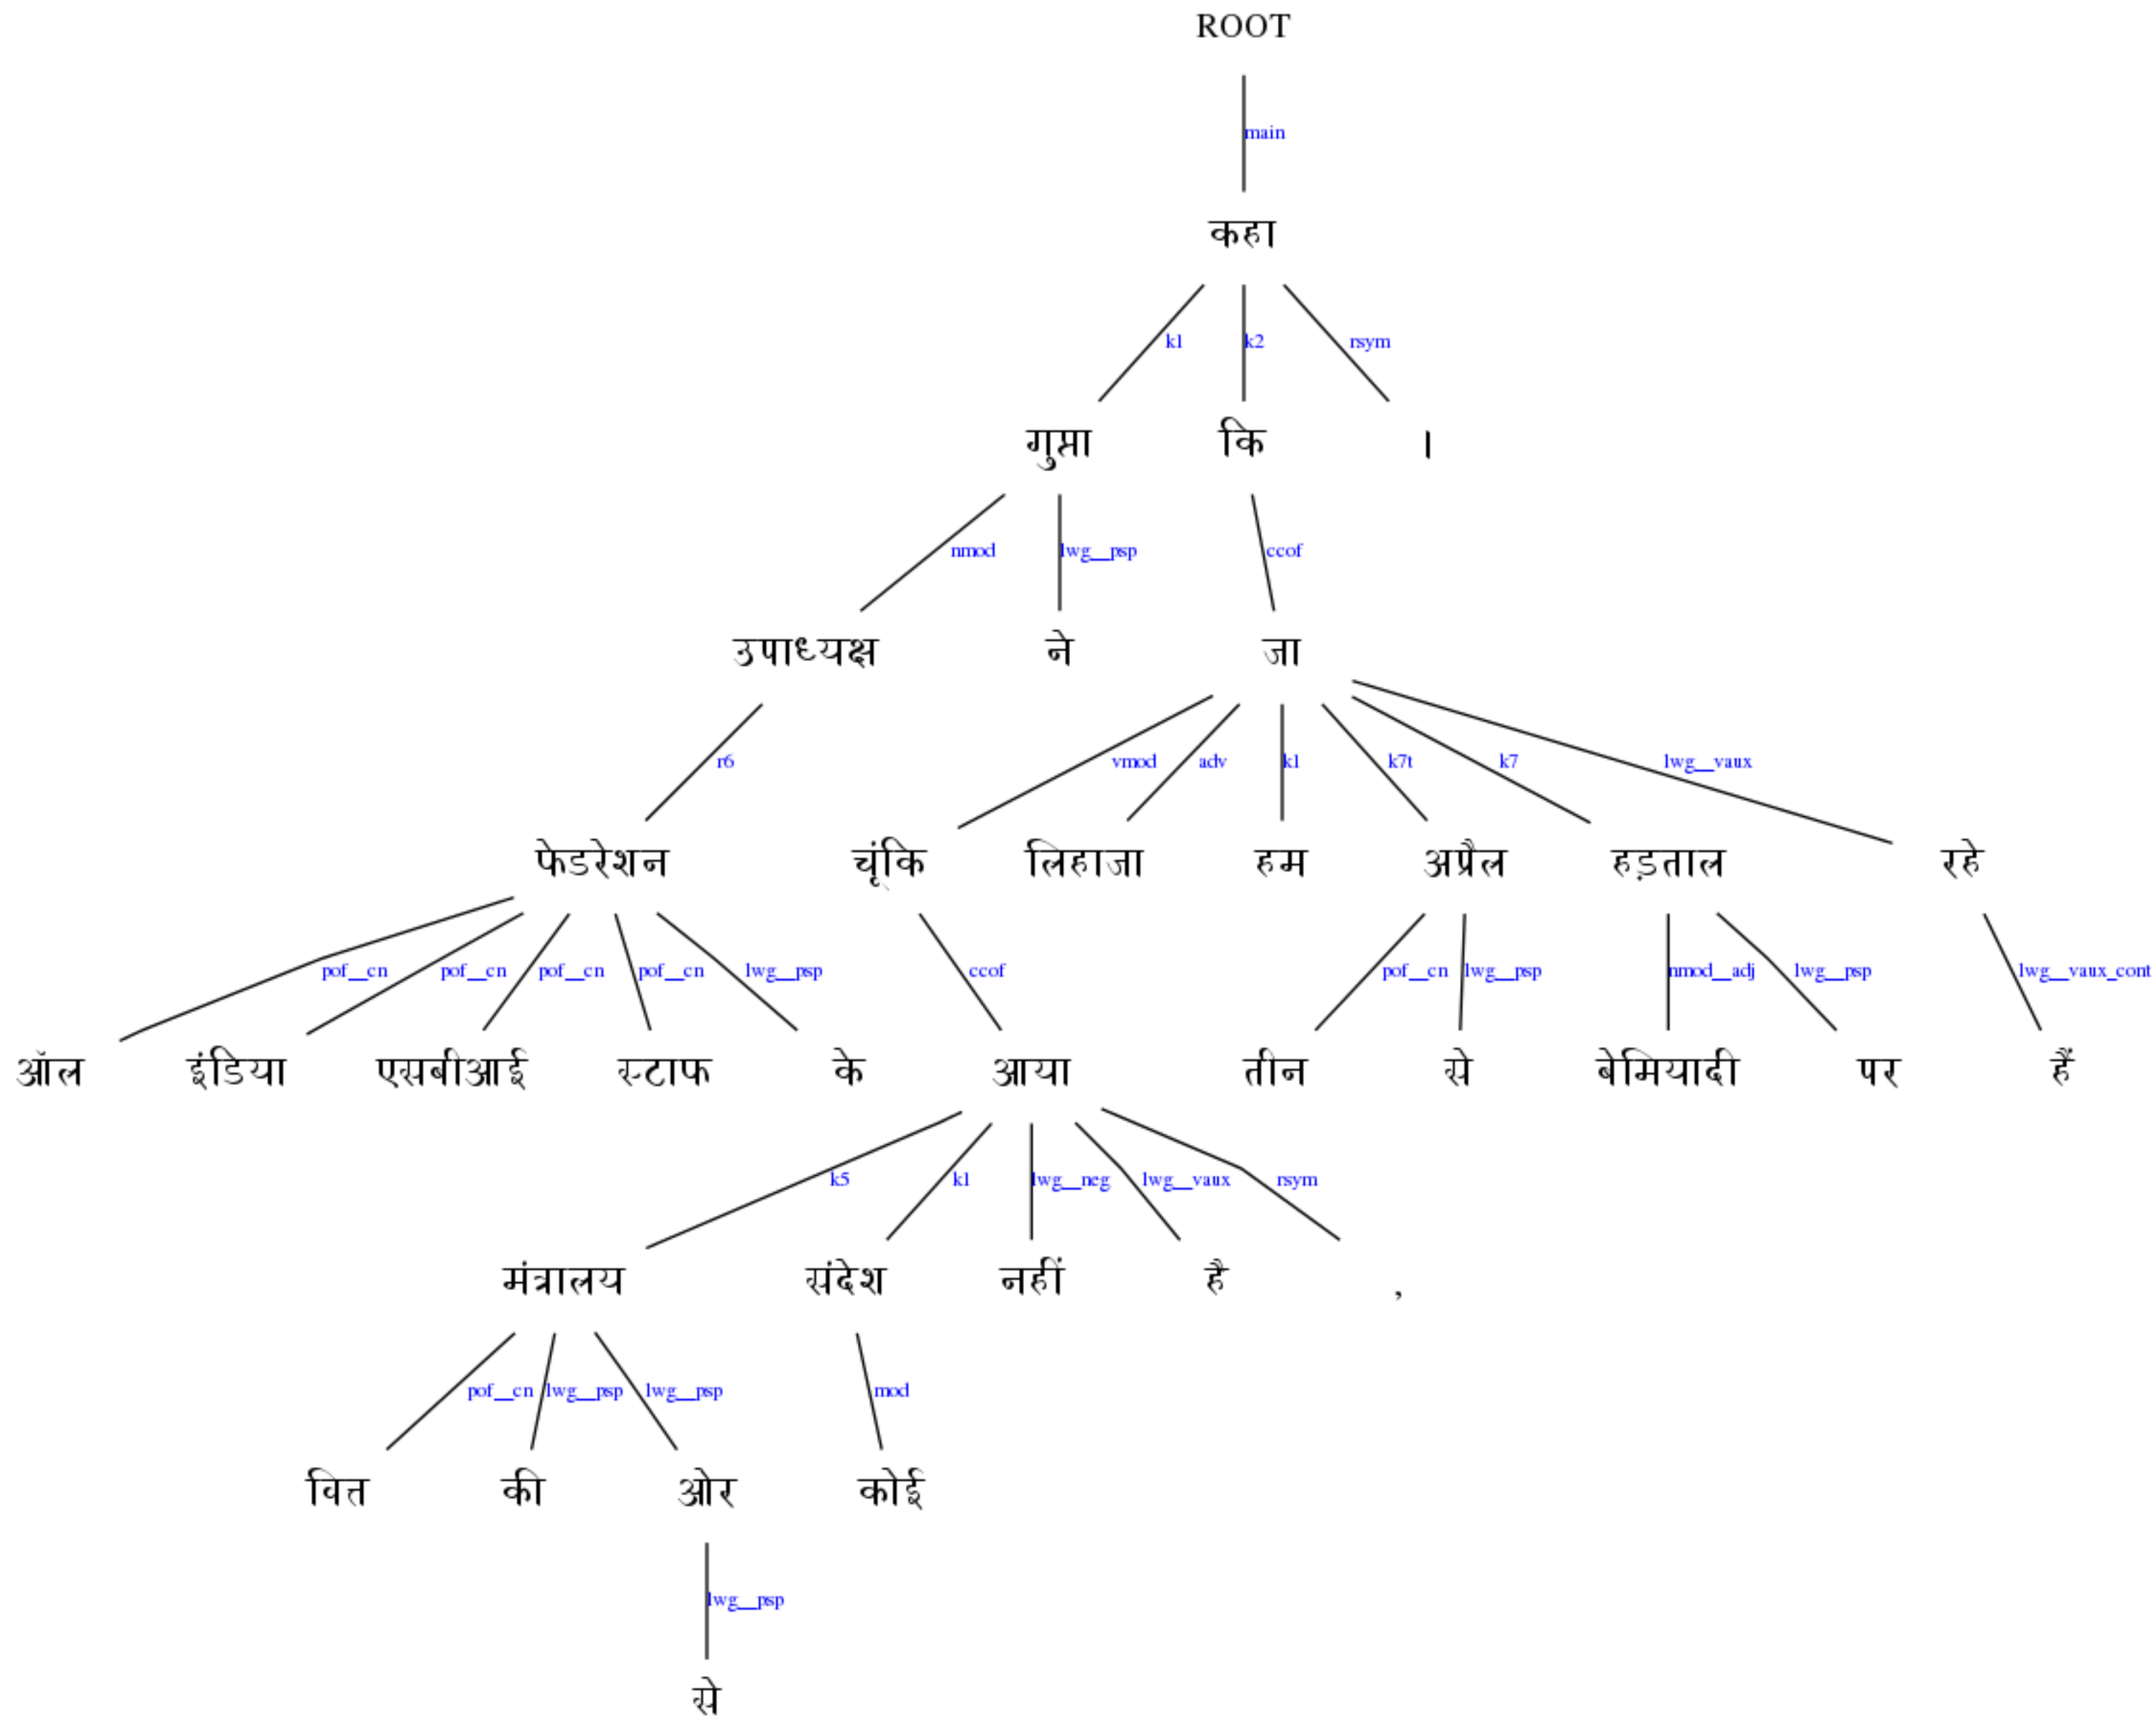 ROOT
main
कहा
k1 k2 rsym
गुप्ता कि ।
nmod lwg__psp ccof
उपाध्यक्ष ने जा
r6 vmod adv k1 k7t k7 lwg__vaux
फेडरेशन चूंकि लिहाजा हम अप्रैल हड़ताल रहे
pof__cn pof__cn pof__cn pof__cn lwg__psp ccof pof__cn lwg__psp nmod__adj lwg__psp lwg__vaux_cont
ऑल इंडिया एसबीआई स्टाफ के आया तीन से बेमियादी पर हैं
k5 k1 lwg__neg lwg__vaux rsym
मंत्रालय संदेश नहीं है ,
pof__cn lwg__psp lwg__psp mod
वित्त की ओर कोई
lwg__psp
से